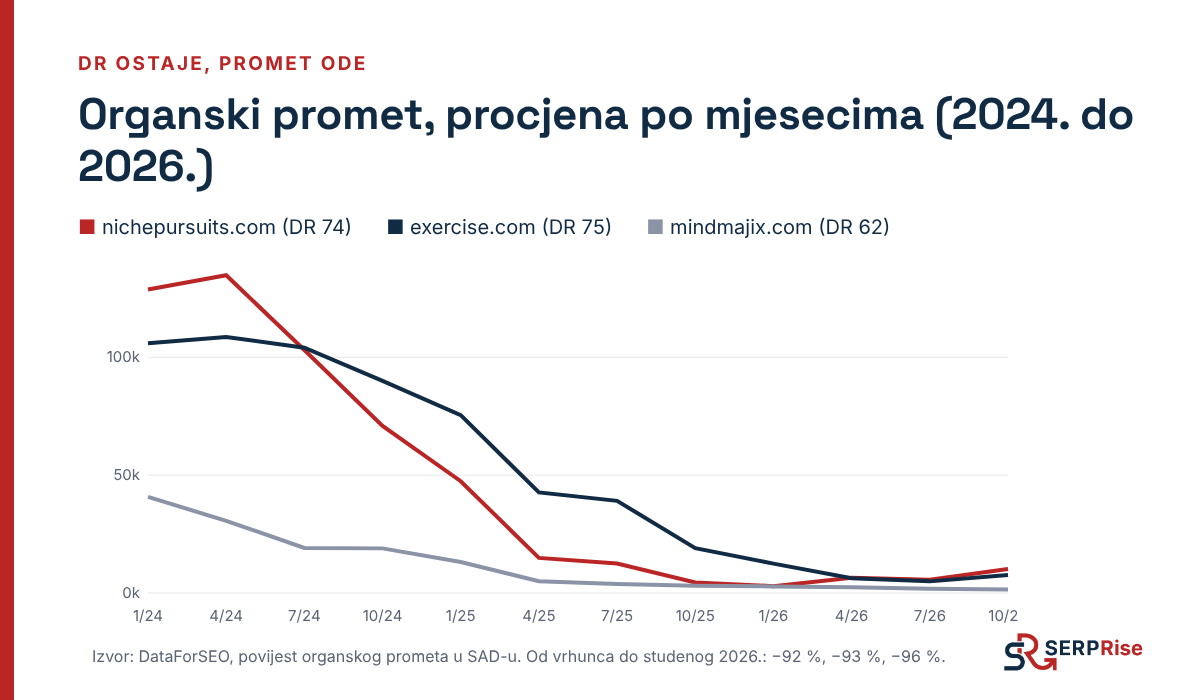 DR OSTAJE, PROMET ODE
Organski promet, procjena po mjesecima (2024. do
2026.)
nichepursuits.com (DR 74) exercise.com (DR 75) mindmajix.com (DR 62)
100k
50k
0k
1/24 4/24 7/24 10/24 1/25 4/25 7/25 10/25 1/26 4/26 7/26 10/2
Izvor: DataForSEO, povijest organskog prometa u SAD-u. Od vrhunca do studenog 2026.: −92 %, −93 %, −96 %.
SR SERPRise